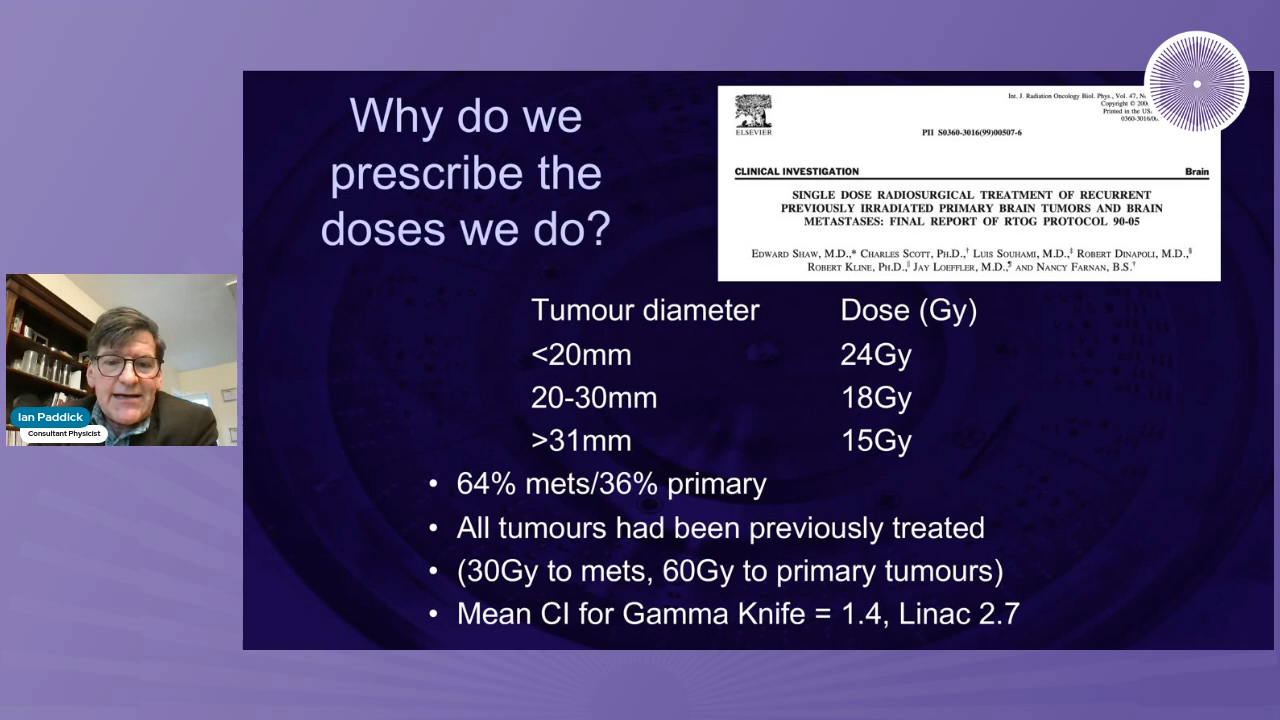 Why do we
prescribe the
doses we do?
ELSEVIER
Int. J. Radiation Oncology Biol. Phys., Vol. 47,
Copyright ©
Printed in the
PII S0360-3016(99)00507-6
CLINICAL INVESTIGATION Brain
SINGLE DOSE RADIOSURGICAL TREATMENT OF RECURRENT
PREVIOUSLY IRRADIATED PRIMARY BRAIN TUMORS AND BRAIN
METASTASES: FINAL REPORT OF RTOG PROTOCOL 90-05
EDWARD SHAW, M.D.,* CHARLES SCOTT, PH.D.,† LUIS SOUHAMI, M.D.,‡ ROBERT DINAPOLI, M.D.,§
ROBERT KLINE, PH.D.,‖ JAY LOEFFLER, M.D.,¶ AND NANCY FARNAN, B.S.†
Tumour diameter Dose (Gy)
<20mm 24Gy
20-30mm 18Gy
>31mm 15Gy
• 64% mets/36% primary
• All tumours had been previously treated
• (30Gy to mets, 60Gy to primary tumours)
• Mean CI for Gamma Knife = 1.4, Linac 2.7
Ian Paddick
Consultant Physicist